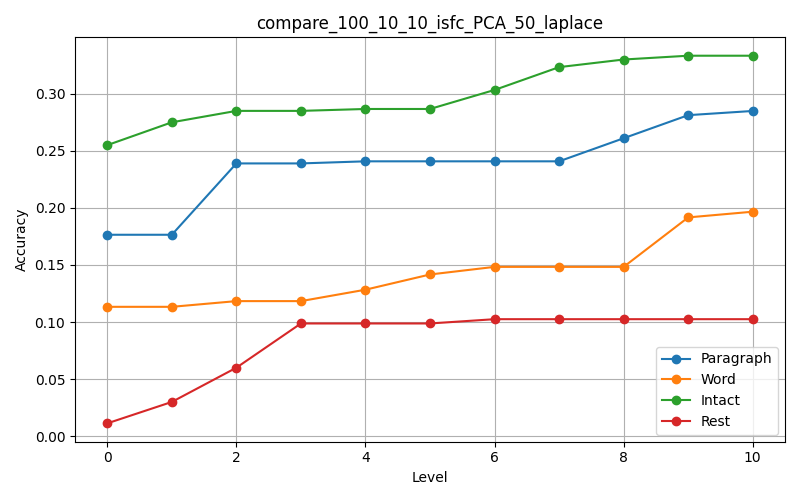 compare_100_10_10_isfc_PCA_50_laplace
Accuracy
0.30
0.25
0.20
0.15
0.10
0.05
0.00
0 2 4 6 8 10
Level
Paragraph
Word
Intact
Rest